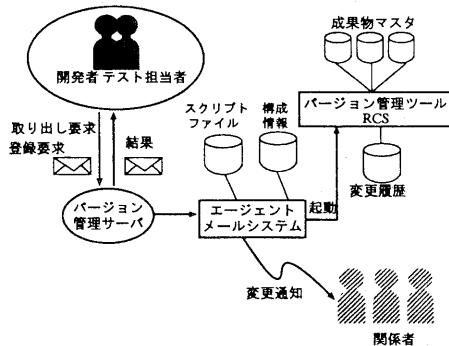 成果物マスタ
開発者 テスト担当者
バージョン管理ツール
RCS
スクリプト
ファイル
構成
情報
取り出し要求
登録要求
結果
変更履歴
バージョン
管理サーバ
エージェント
メールシステム
起動
変更通知
関係者